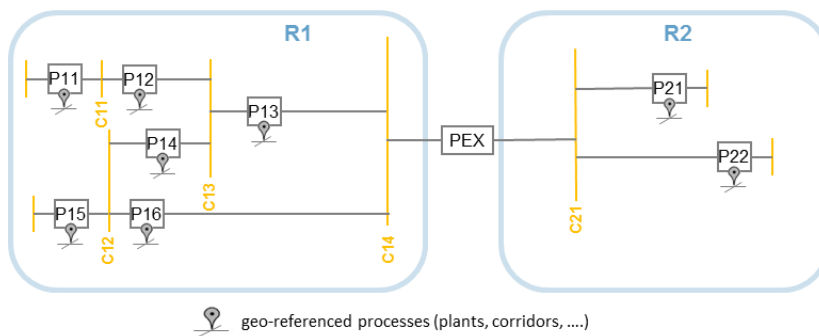 R1
R2
P11
P12
C11
P13
P14
C13
P15
P16
C12
C14
PEX
P21
P22
C21
geo-referenced processes (plants, corridors, ....)